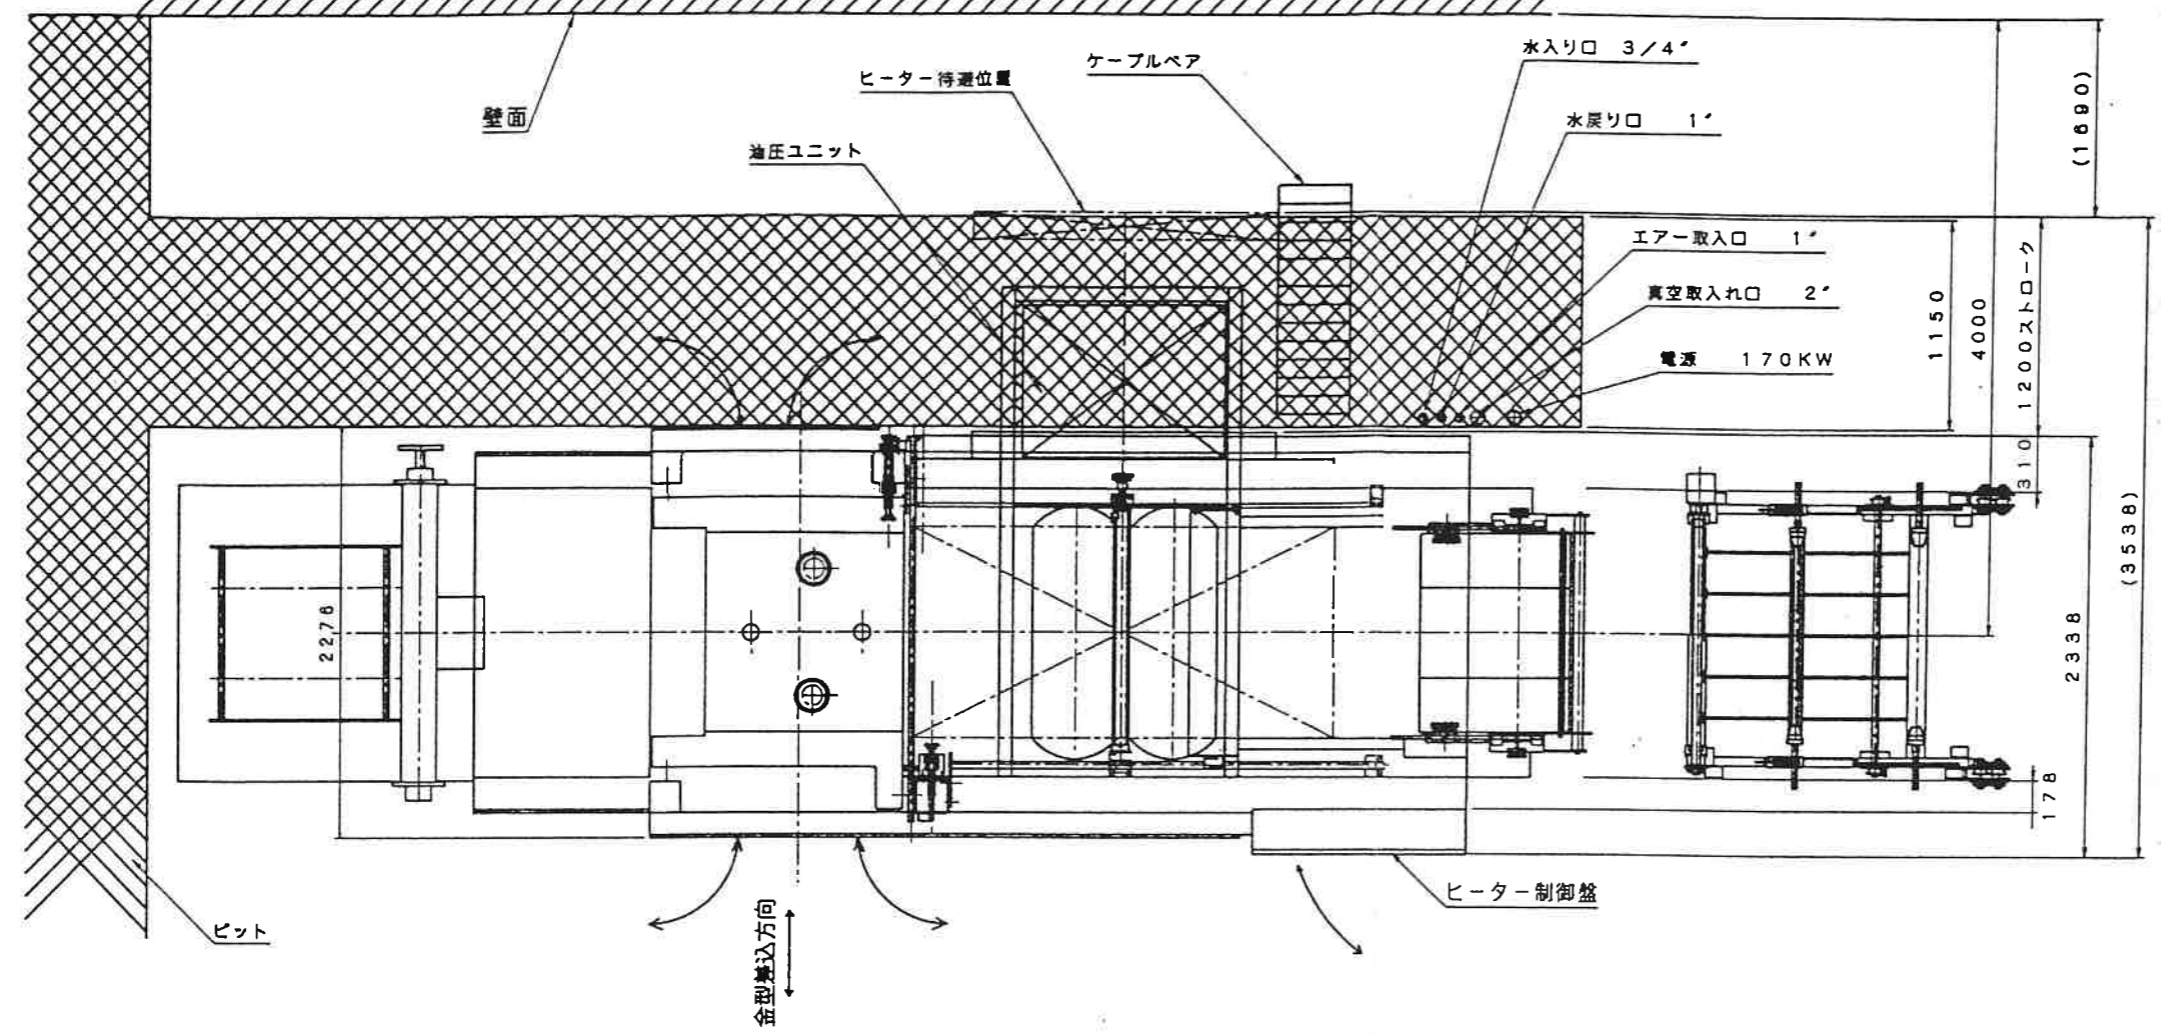 水入り口 3/4"
ケーブルベア
ヒーター待避位置
壁面
水戻り口 1"
油圧ユニット
(1690)
エアー取入口 1"
真空取入れ口 2"
電源 170KW
1150
4000
1200ストローク
310
(3538)
2276
2338
178
ヒーター制御盤
ピット
金型差込方向